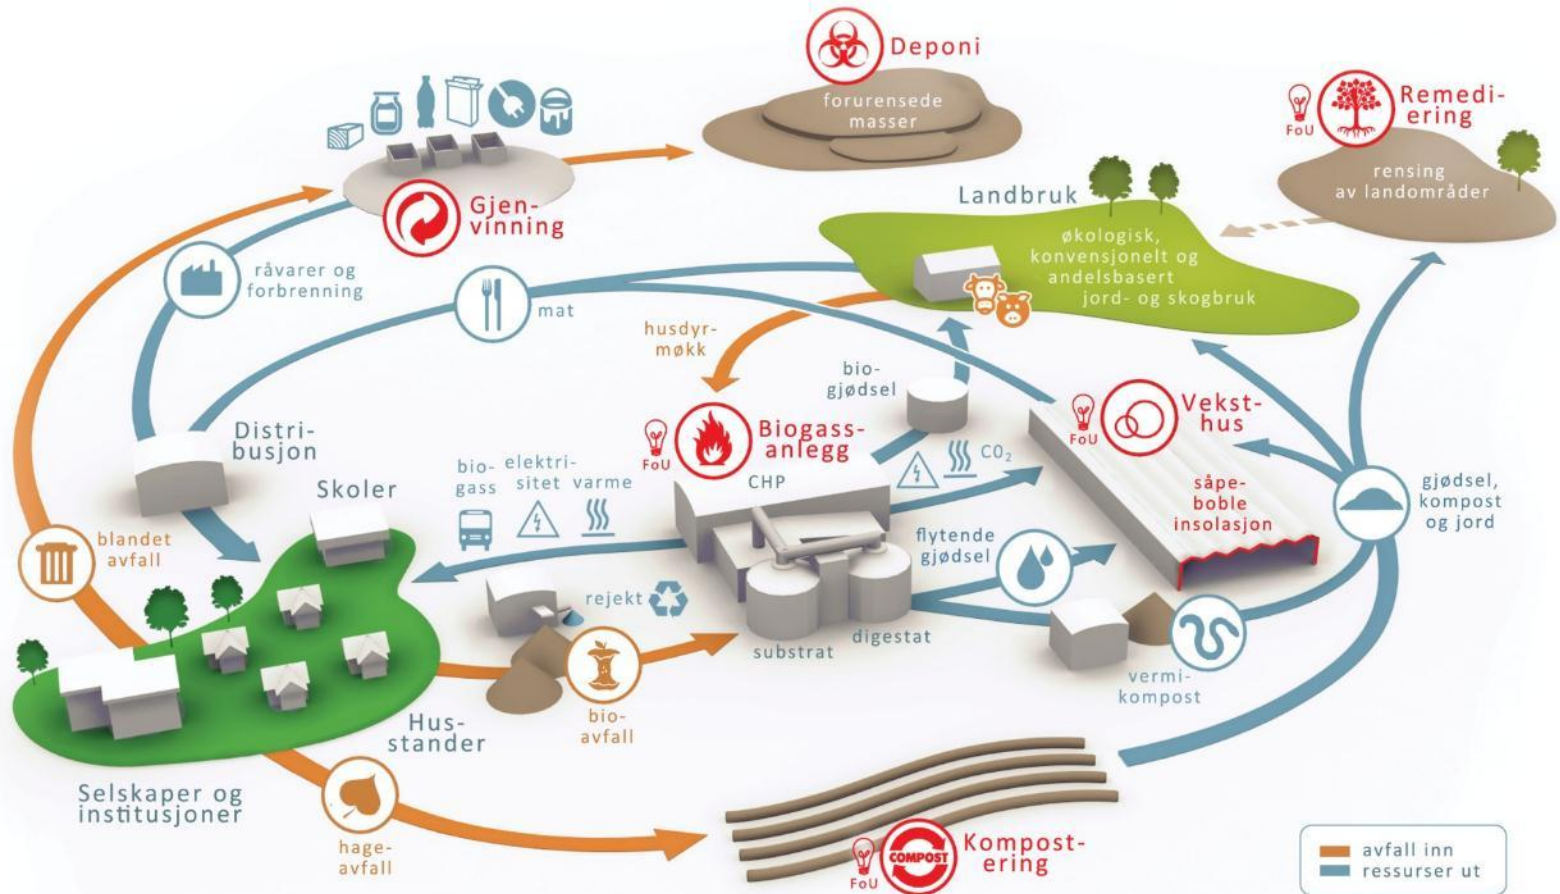 Deponi
forurensede
masser
FoU
Remedi-
ering
rensing
av landområder
Gjen-
vinning
Landbruk
økologisk,
konvensjonelt og
andelsbasert
jord- og skogbruk
råvarer og
forbrenning
mat
husdyr-
møkk
bio-
gjødsel
FoU
Biogass-
anlegg
CHP
CO₂
FoU
Vekst-
hus
såpe-
boble
insolasjon
gjødsel,
kompost
og jord
Distri-
busjon
Skoler
bio-
gass
elektri-
sitet
varme
blandet
avfall
flytende
gjødsel
rejekt
substrat
digestat
vermi-
kompost
bio-
avfall
Hus-
stander
Selskaper og
institusjoner
hage-
avfall
FoU
COMPOST
Kompost-
ering
avfall inn
ressurser ut